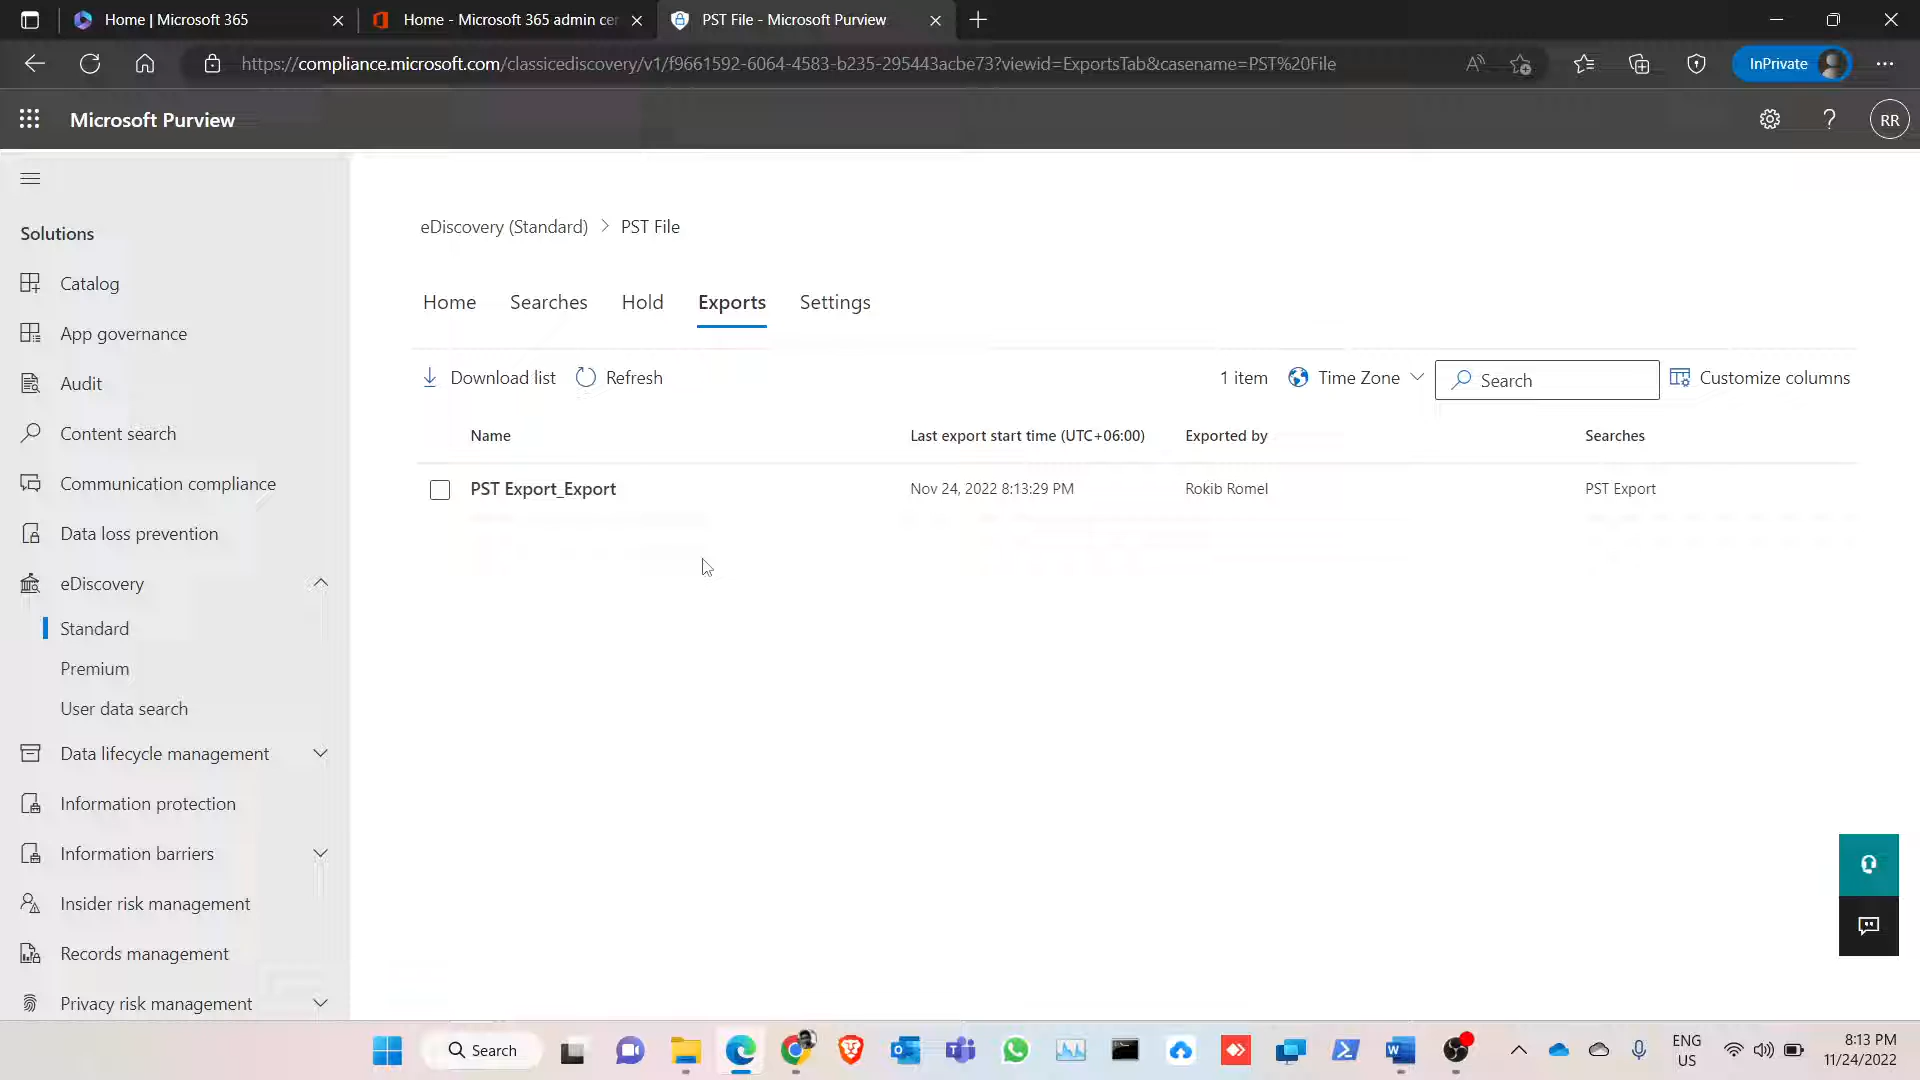 Home | Microsoft 365
Home - Microsoft 365 admin cer
PST File - Microsoft Purview
https://compliance.microsoft.com/classicediscovery/v1/f9661592-6064-4583-b235-295443acbe73?viewid=ExportsTab&casename=PST%20File
InPrivate
Microsoft Purview
RR
Solutions
Catalog
App governance
Audit
Content search
Communication compliance
Data loss prevention
eDiscovery
Standard
Premium
User data search
Data lifecycle management
Information protection
Information barriers
Insider risk management
Records management
Privacy risk management
eDiscovery (Standard) > PST File
Home Searches Hold Exports Settings
Download list Refresh 1 item Time Zone Search Customize columns
Name Last export start time (UTC+06:00) Exported by Searches
PST Export_Export Nov 24, 2022 8:13:29 PM Rokib Romel PST Export
Search
ENG
US
8:13 PM
11/24/2022